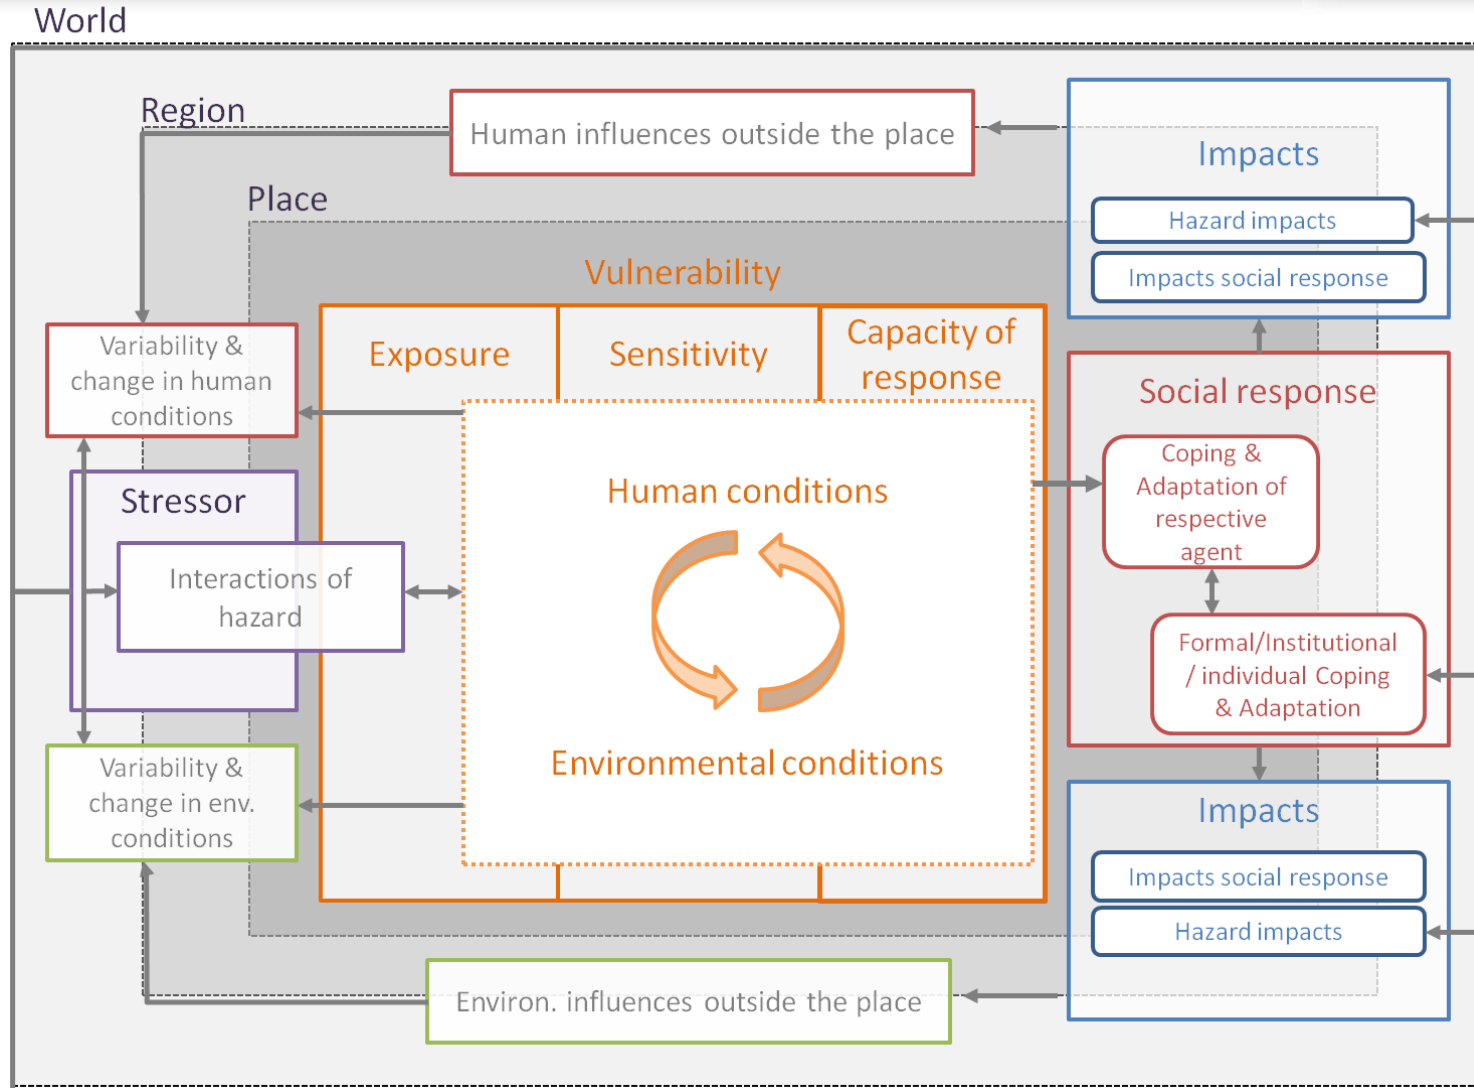 World
Region
Human influences outside the place
Impacts
Hazard impacts
Impacts social response
Place
Vulnerability
Exposure
Sensitivity
Capacity of
response
Variability &
change in human
conditions
Stressor
Interactions of
hazard
Human conditions
Environmental conditions
Social response
Coping &
Adaptation of
respective
agent
Formal/Institutional
/ individual Coping
& Adaptation
Variability &
change in env.
conditions
Impacts
Impacts social response
Hazard impacts
Environ. influences outside the place